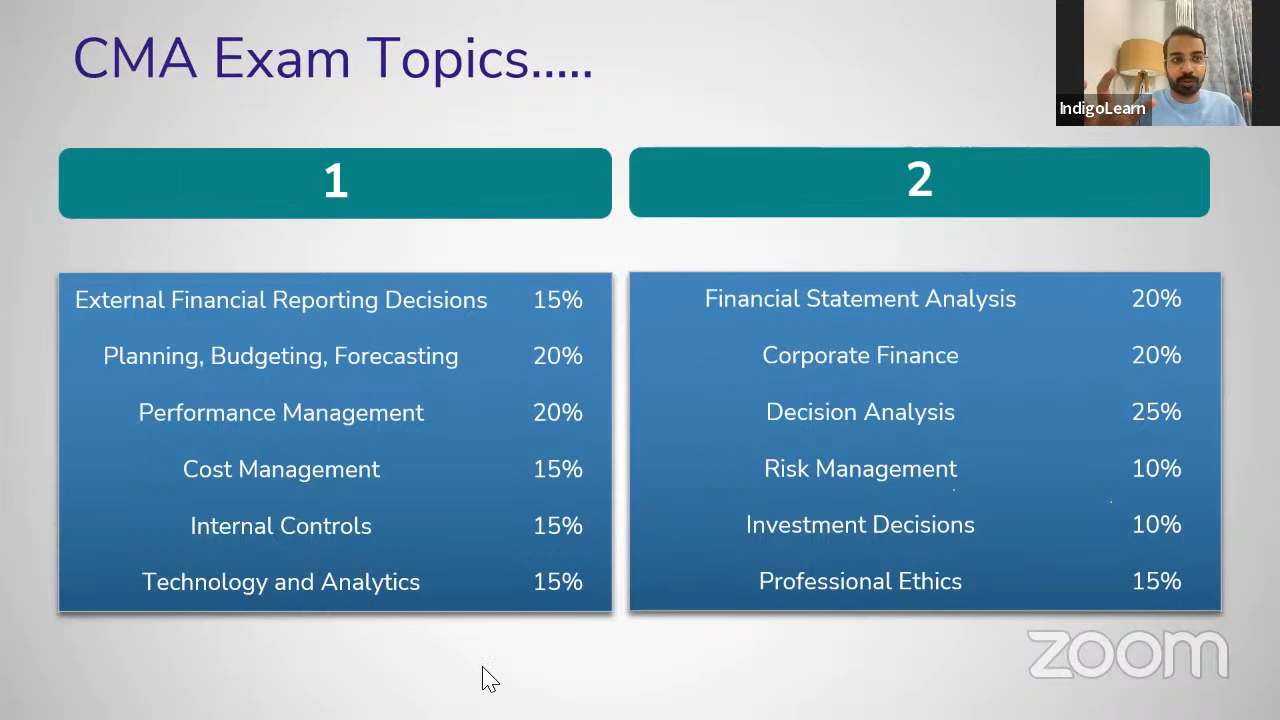 CMA Exam Topics.....
IndigoLearn
1
External Financial Reporting Decisions 15%
Planning, Budgeting, Forecasting 20%
Performance Management 20%
Cost Management 15%
Internal Controls 15%
Technology and Analytics 15%
2
Financial Statement Analysis 20%
Corporate Finance 20%
Decision Analysis 25%
Risk Management 10%
Investment Decisions 10%
Professional Ethics 15%
zoom